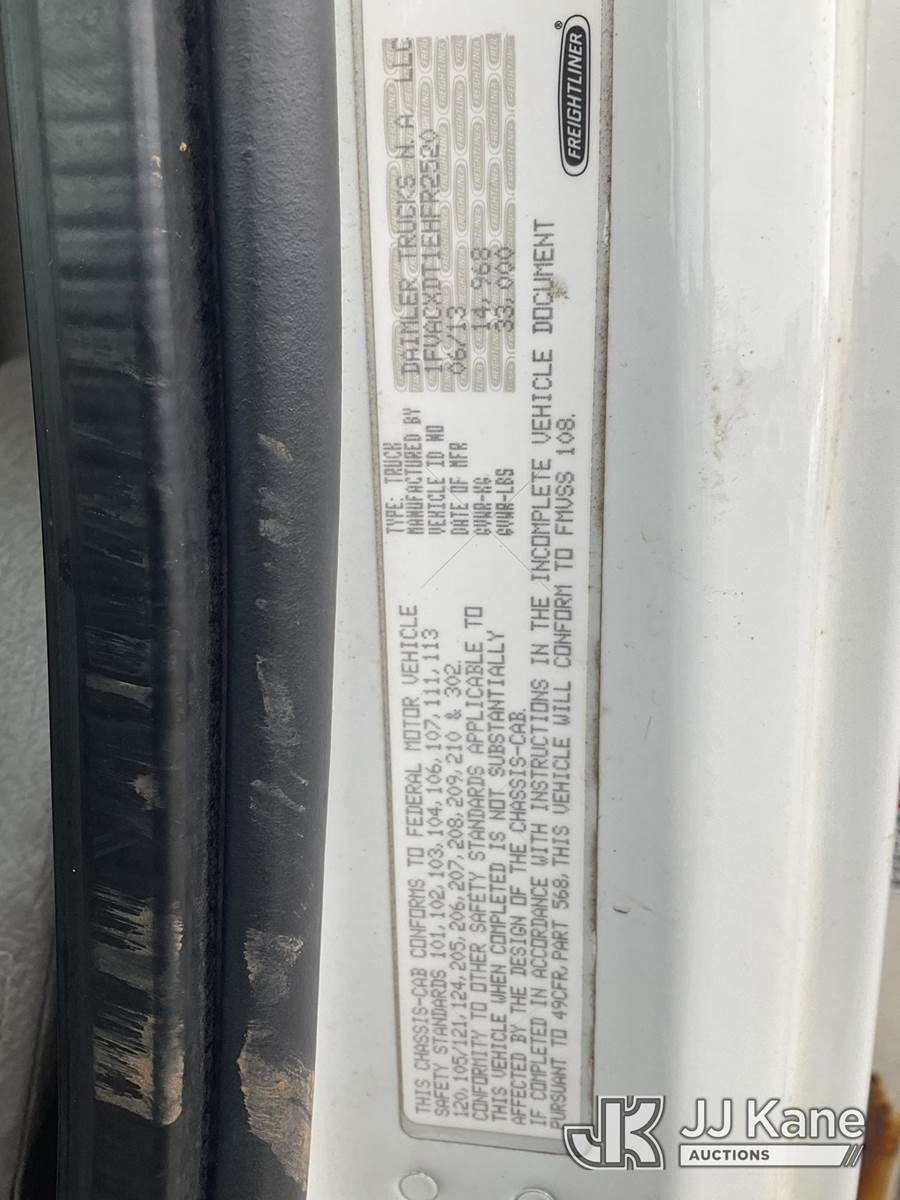 THIS CHASSIS-CAB CONFORMS TO FEDERAL MOTOR VEHICLE
SAFETY STANDARDS 101, 102, 103, 104, 106, 107, 111, 113
120, 105/121, 124, 205, 206, 207, 208, 209, 210 & 302.
CONFORMITY TO OTHER SAFETY STANDARDS APPLICABLE TO
THIS VEHICLE WHEN COMPLETED IS NOT SUBSTANTIALLY
AFFECTED BY THE DESIGN OF THE CHASSIS-CAB.
IF COMPLETED IN ACCORDANCE WITH INSTRUCTIONS IN THE INCOMPLETE VEHICLE DOCUMENT
PURSUANT TO 49CFR, PART 568, THIS VEHICLE WILL CONFORM TO FMVSS 108.
TYPE: TRUCK
MANUFACTURED BY DAIMLER TRUCKS N.A. LLC
VEHICLE ID NO 1FVACXDT1EHFR2520
DATE OF MFR 06/13
GVWR-KG 14,968
GVWR-LBS 33,000
FREIGHTLINER®
JK JJ Kane
AUCTIONS